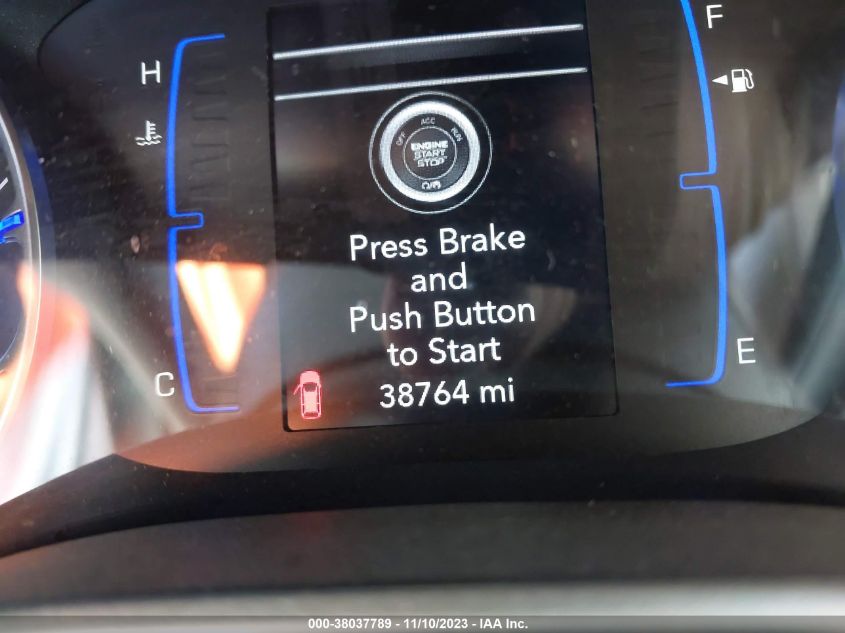 H
F
OFF
ACC
RUN
ENGINE
START
STOP
Press Brake
and
Push Button
to Start
C
E
38764 mi
000-38037789 - 11/10/2023 - IAA Inc.